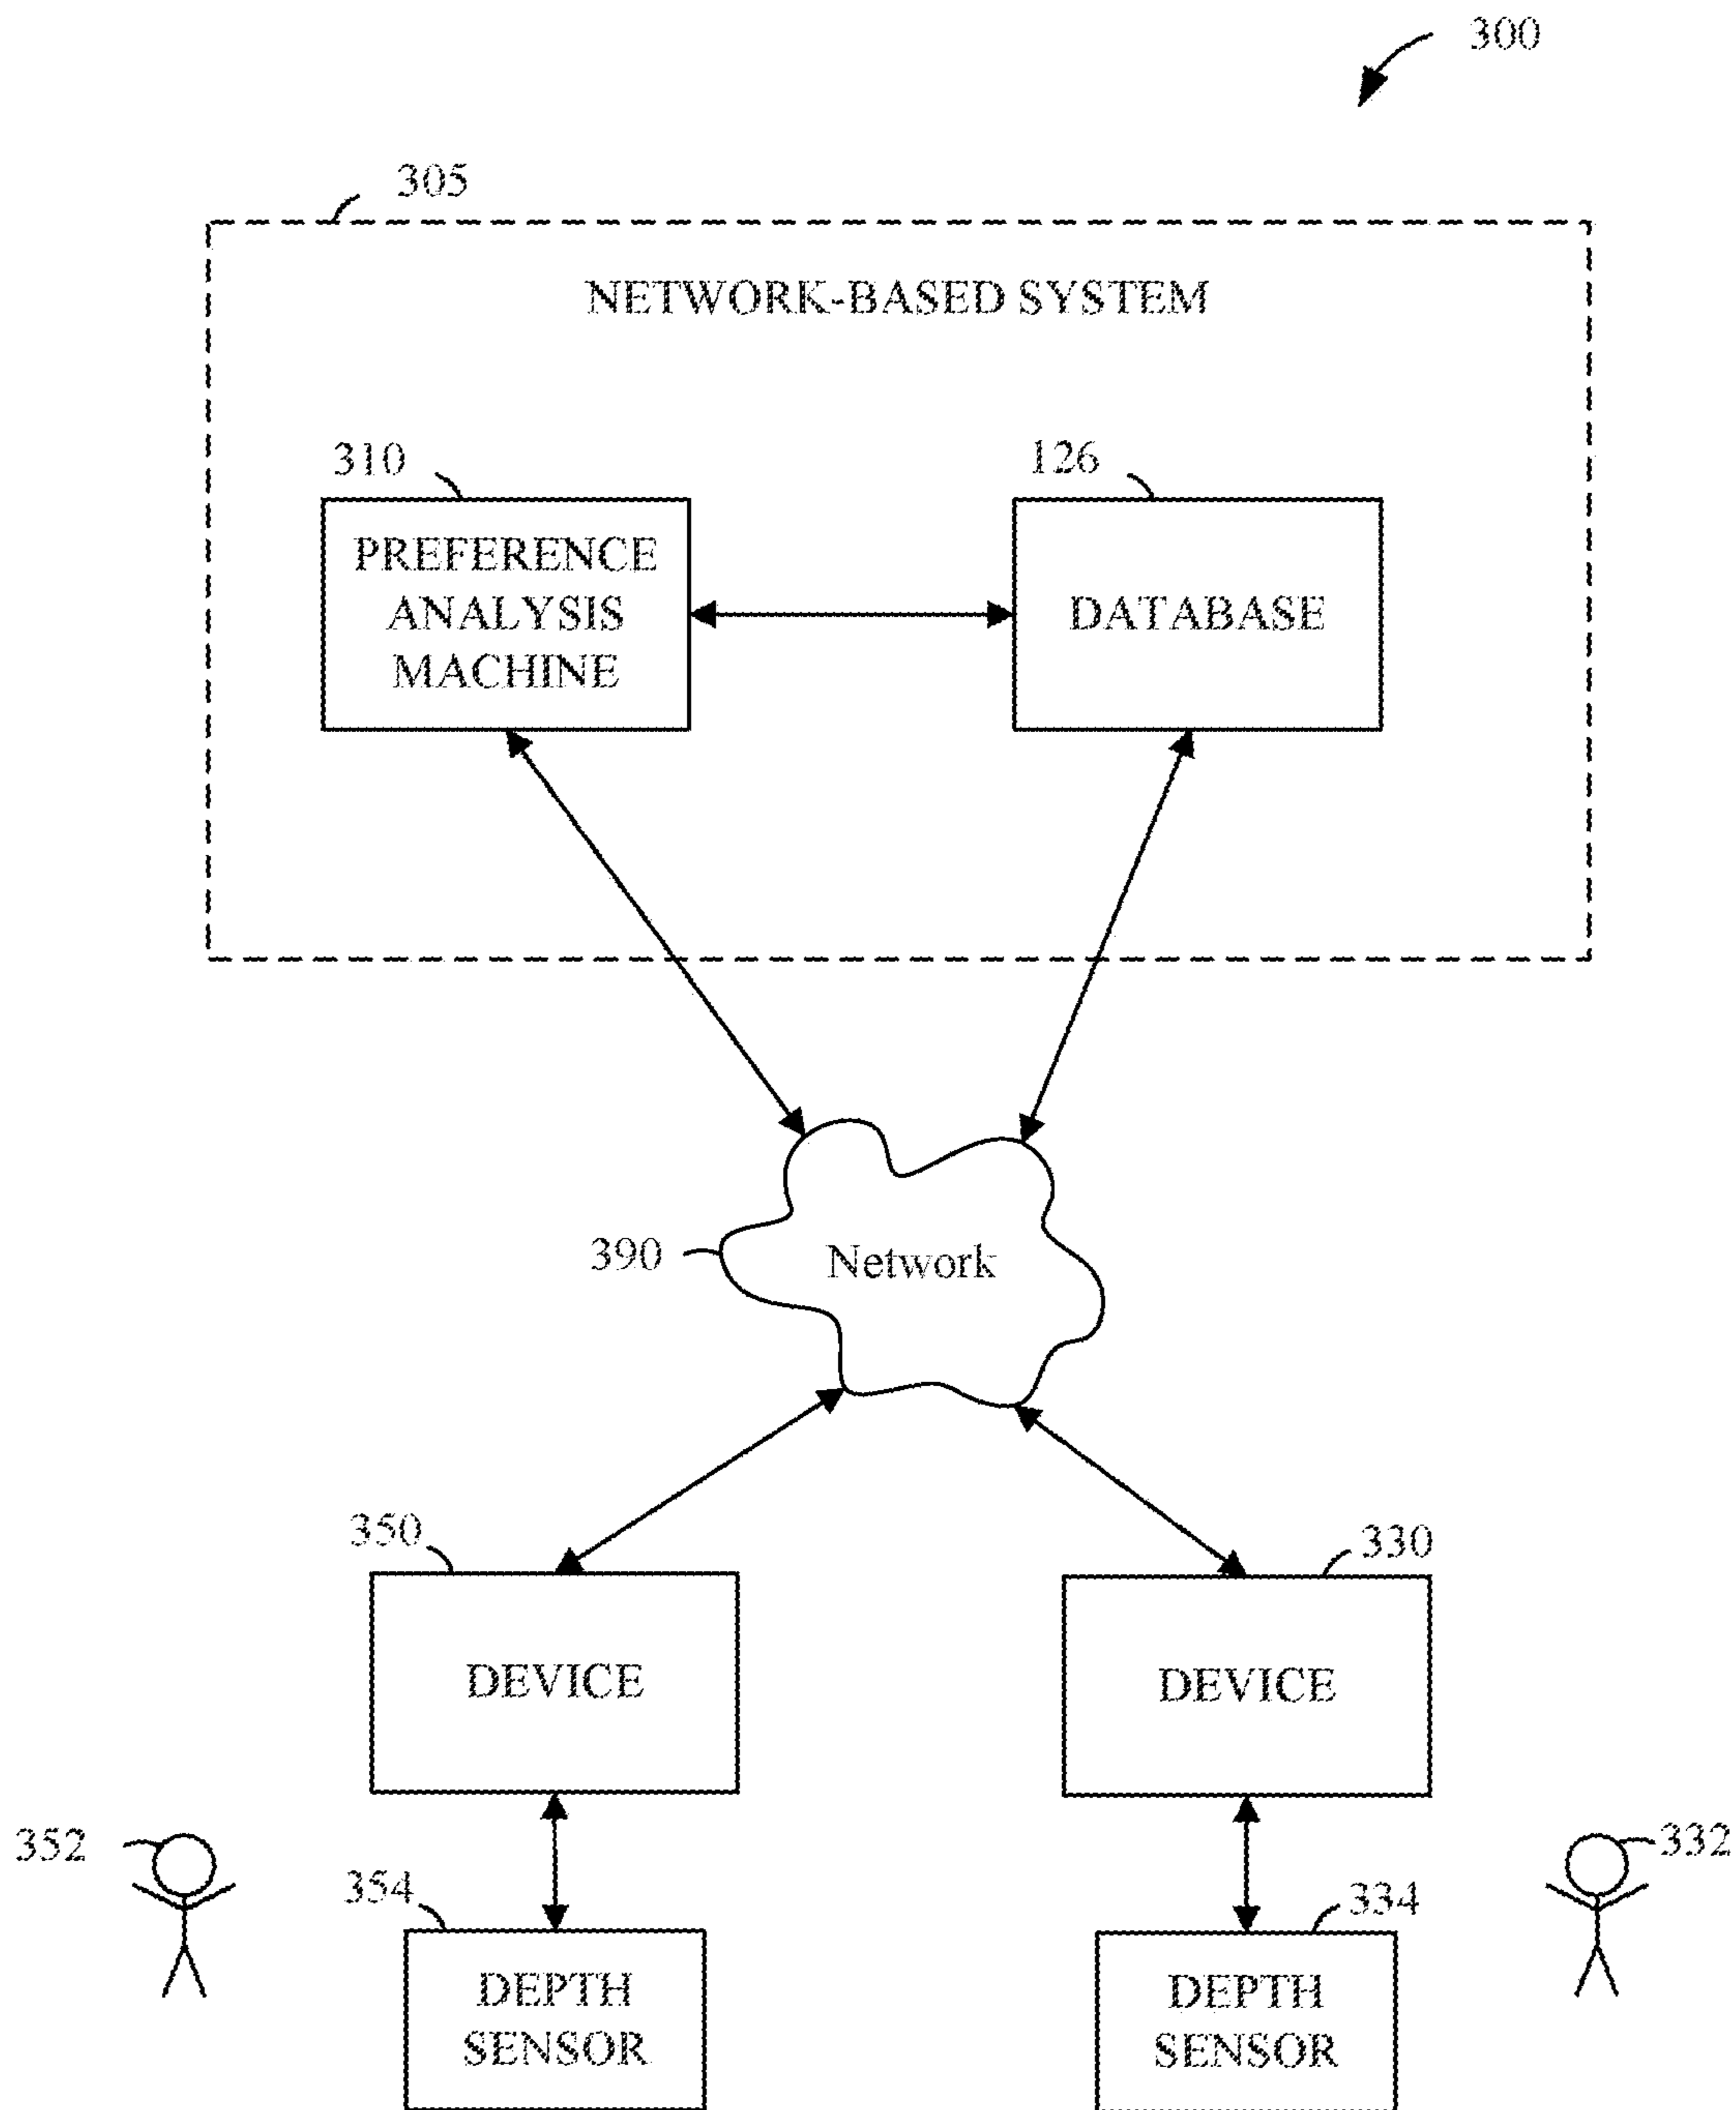 300
305
NETWORK-BASED SYSTEM
310
126
PREFERENCE
ANALYSIS
MACHINE
DATABASE
390
Network
350
330
DEVICE
DEVICE
352
332
354
334
DEPTH
SENSOR
DEPTH
SENSOR